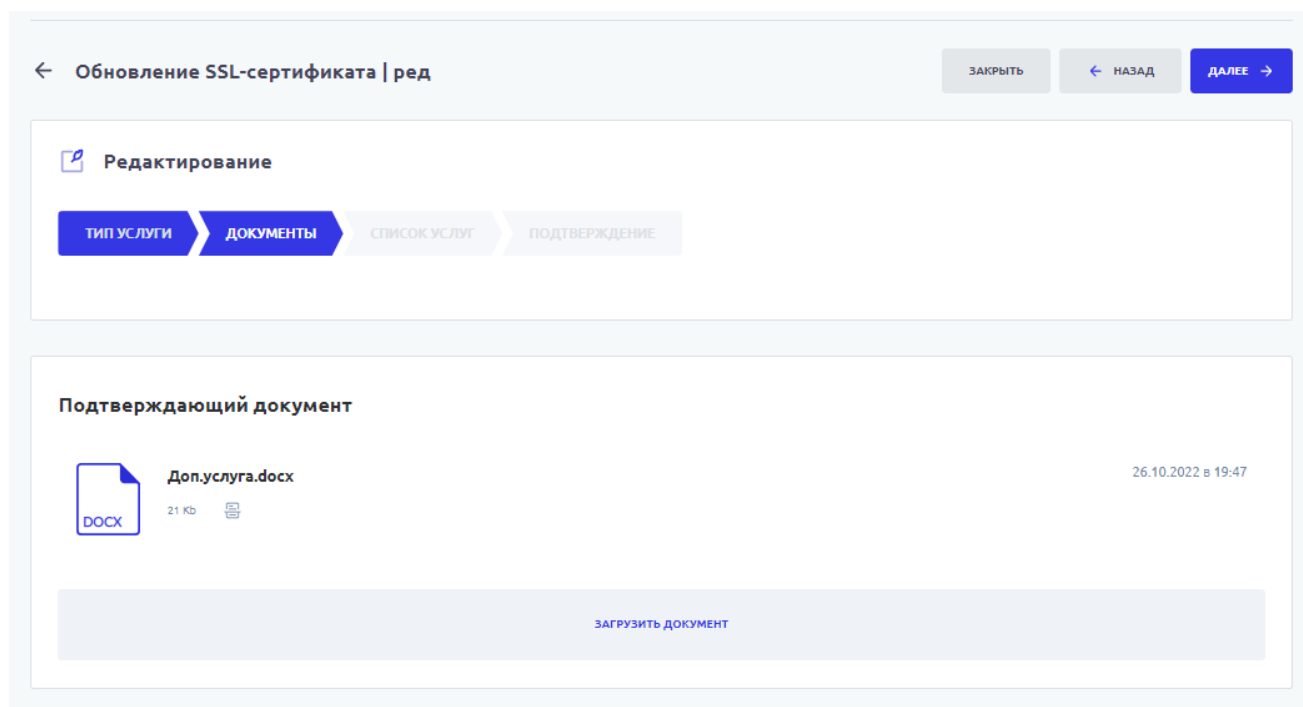 Обновление SSL-сертификата | ред
ЗАКРЫТЬ
НАЗАД
ДАЛЕЕ
Редактирование
ТИП УСЛУГИ
ДОКУМЕНТЫ
СПИСОК УСЛУГ
ПОДТВЕРЖДЕНИЕ
Подтверждающий документ
Доп.услуга.docx
26.10.2022 в 19:47
21 Kb
DOCX
ЗАГРУЗИТЬ ДОКУМЕНТ